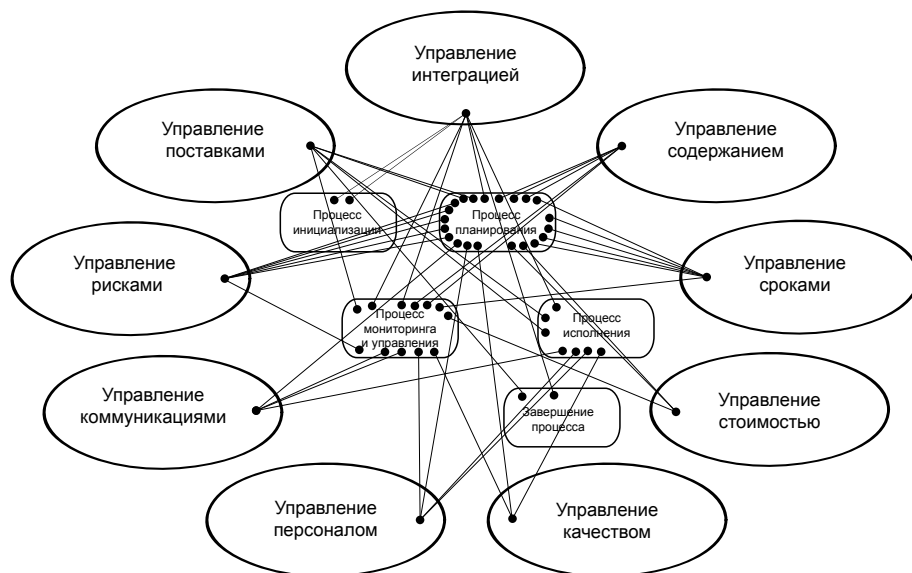 Управление
интеграцией
Управление
поставками
Управление
содержанием
Процесс
инициализации
Процесс
планирования
Управление
рисками
Управление
сроками
Процесс
мониторинга
и управления
Процесс
исполнения
Управление
коммуникациями
Завершение
процесса
Управление
стоимостью
Управление
персоналом
Управление
качеством